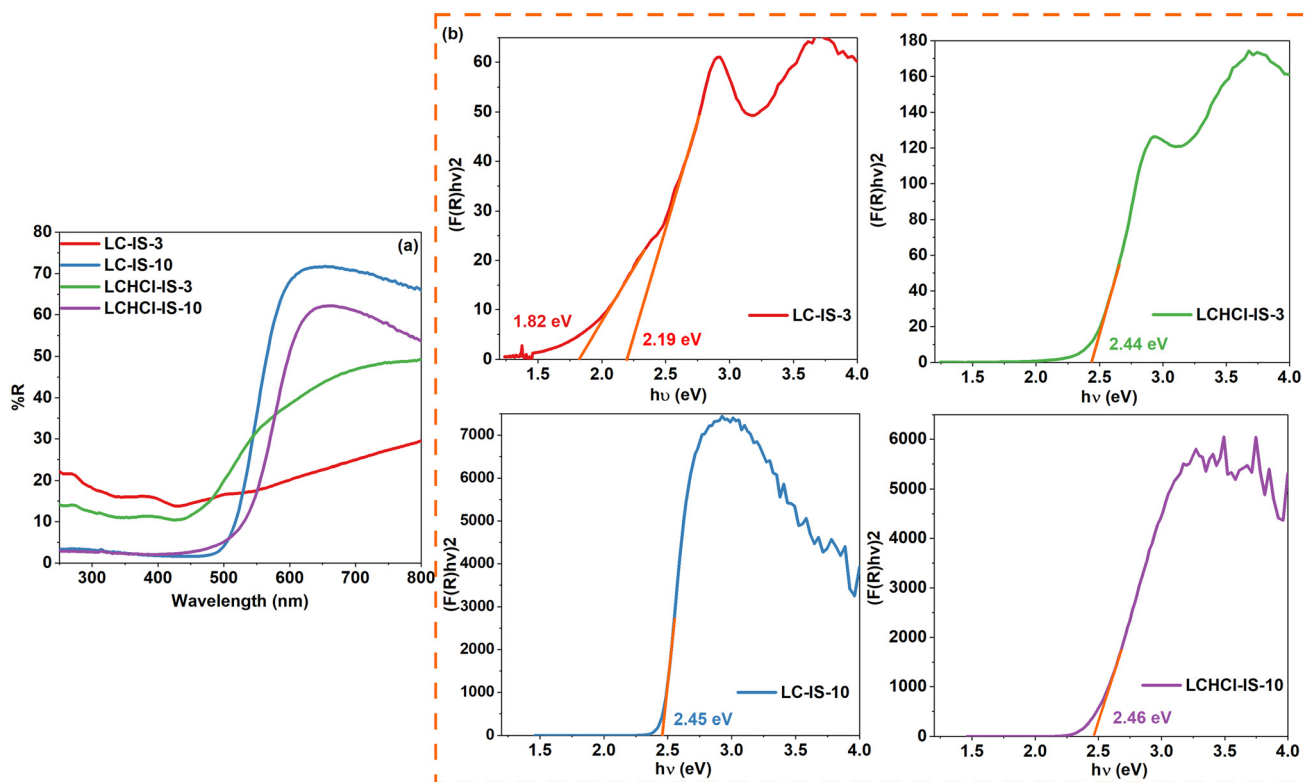 (a)
LC-IS-3
LC-IS-10
LCHCl-IS-3
LCHCl-IS-10
80
70
60
50
40
30
20
10
0
%R
300 400 500 600 700 800
Wavelength (nm)
(b)
60
50
40
30
20
10
0
(F(R)hν)2
1.82 eV
2.19 eV
LC-IS-3
1.5 2.0 2.5 3.0 3.5 4.0
hυ (eV)
180
160
140
120
100
80
60
40
20
0
(F(R)hν)2
LCHCl-IS-3
2.44 eV
1.5 2.0 2.5 3.0 3.5 4.0
hν (eV)
7000
6000
5000
4000
3000
2000
1000
0
(F(R)hν)2
LC-IS-10
2.45 eV
1.5 2.0 2.5 3.0 3.5 4.0
hν (eV)
6000
5000
4000
3000
2000
1000
0
(F(R)hν)2
LCHCl-IS-10
2.46 eV
1.5 2.0 2.5 3.0 3.5 4.0
hν (eV)